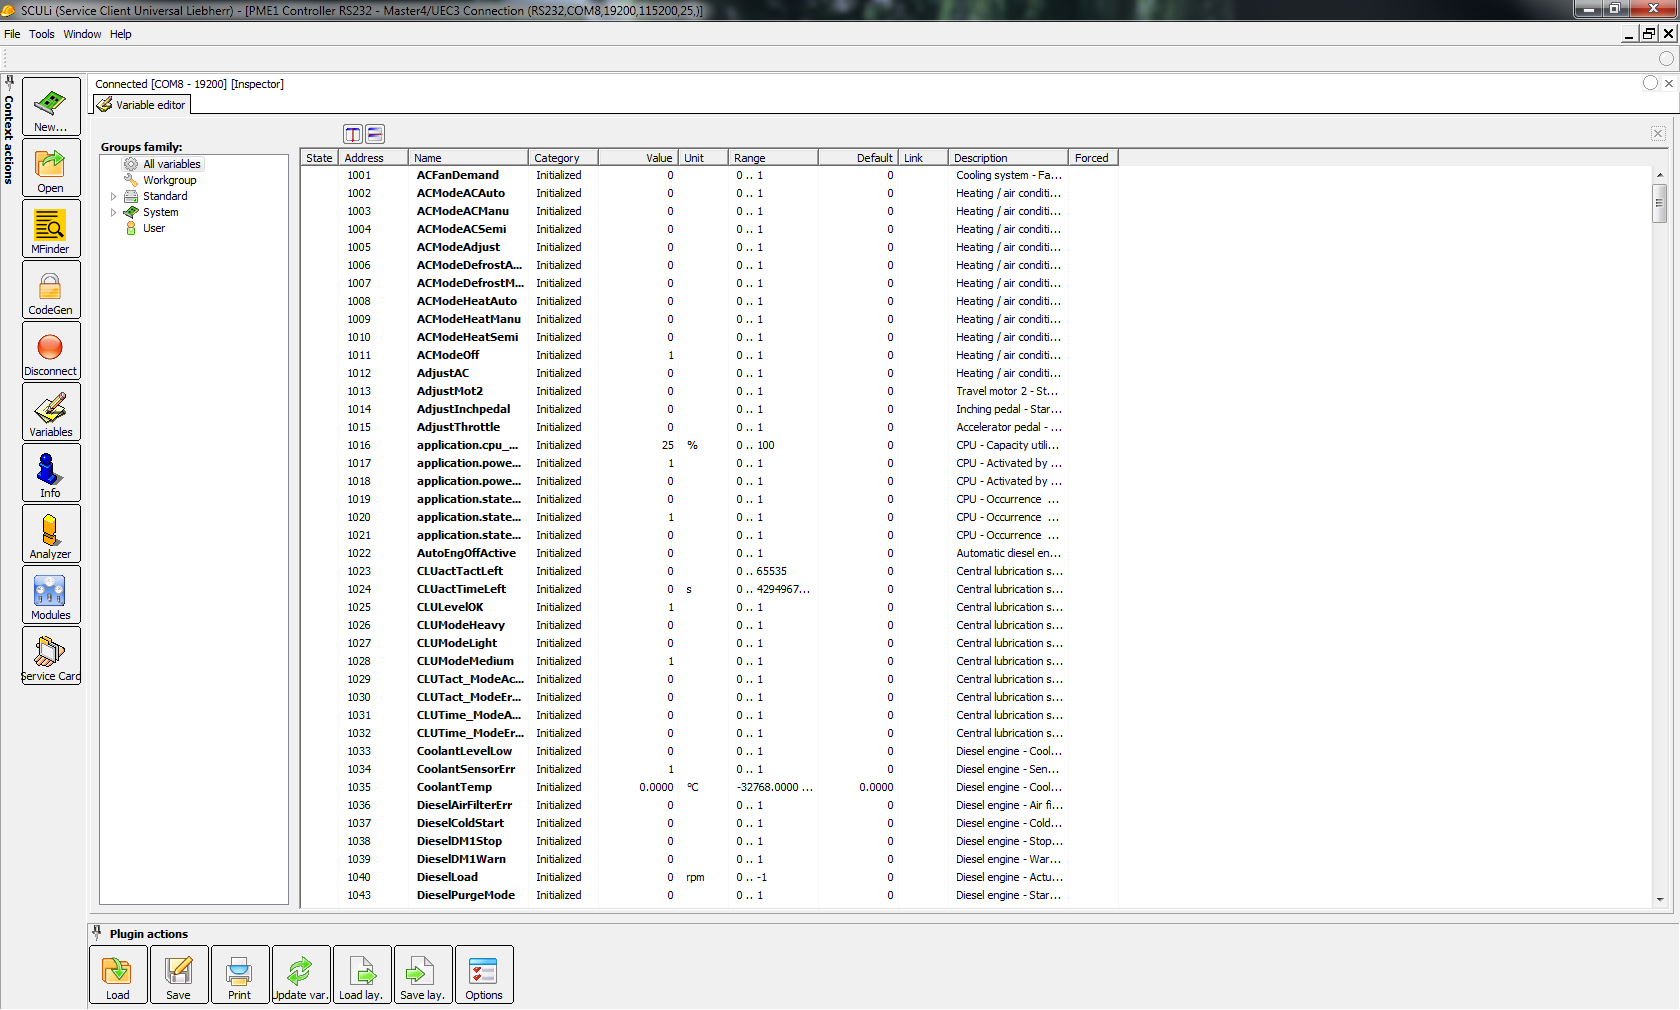 SCULi (Service Client Universal Liebherr) - [PME1 Controller RS232 - Master4/UEC3 Connection (RS232,COM8,19200,115200,25,)]
File Tools Window Help
Context actions
New...
Open
MFinder
CodeGen
Disconnect
Variables
Info
Analyzer
Modules
Service Card
Connected [COM8 - 19200] [Inspector]
Variable editor
Groups family:
All variables
Workgroup
Standard
System
User
State Address Name Category Value Unit Range Default Link Description Forced
1001 ACFanDemand Initialized 0 0 .. 1 0 Cooling system - Fa...
1002 ACModeACAuto Initialized 0 0 .. 1 0 Heating / air conditi...
1003 ACModeACManu Initialized 0 0 .. 1 0 Heating / air conditi...
1004 ACModeACSemi Initialized 0 0 .. 1 0 Heating / air conditi...
1005 ACModeAdjust Initialized 0 0 .. 1 0 Heating / air conditi...
1006 ACModeDefrostA... Initialized 0 0 .. 1 0 Heating / air conditi...
1007 ACModeDefrostM... Initialized 0 0 .. 1 0 Heating / air conditi...
1008 ACModeHeatAuto Initialized 0 0 .. 1 0 Heating / air conditi...
1009 ACModeHeatManu Initialized 0 0 .. 1 0 Heating / air conditi...
1010 ACModeHeatSemi Initialized 0 0 .. 1 0 Heating / air conditi...
1011 ACModeOff Initialized 1 0 .. 1 0 Heating / air conditi...
1012 AdjustAC Initialized 0 0 .. 1 0 Heating / air conditi...
1013 AdjustMot2 Initialized 0 0 .. 1 0 Travel motor 2 - St...
1014 AdjustInchpedal Initialized 0 0 .. 1 0 Inching pedal - Star...
1015 AdjustThrottle Initialized 0 0 .. 1 0 Accelerator pedal - ...
1016 application.cpu_... Initialized 25 % 0 .. 100 0 CPU - Capacity utili...
1017 application.powe... Initialized 1 0 .. 1 0 CPU - Activated by ...
1018 application.powe... Initialized 0 0 .. 1 0 CPU - Activated by ...
1019 application.state... Initialized 0 0 .. 1 0 CPU - Occurrence ...
1020 application.state... Initialized 1 0 .. 1 0 CPU - Occurrence ...
1021 application.state... Initialized 0 0 .. 1 0 CPU - Occurrence ...
1022 AutoEngOffActive Initialized 0 0 .. 1 0 Automatic diesel en...
1023 CLUactTactLeft Initialized 0 0 .. 65535 0 Central lubrication s...
1024 CLUactTimeLeft Initialized 0 s 0 .. 4294967... 0 Central lubrication s...
1025 CLULevelOK Initialized 1 0 .. 1 0 Central lubrication s...
1026 CLUModeHeavy Initialized 0 0 .. 1 0 Central lubrication s...
1027 CLUModeLight Initialized 0 0 .. 1 0 Central lubrication s...
1028 CLUModeMedium Initialized 1 0 .. 1 0 Central lubrication s...
1029 CLUTact_ModeAc... Initialized 0 0 .. 1 0 Central lubrication s...
1030 CLUTact_ModeEr... Initialized 0 0 .. 1 0 Central lubrication s...
1031 CLUTime_ModeA... Initialized 0 0 .. 1 0 Central lubrication s...
1032 CLUTime_ModeEr... Initialized 0 0 .. 1 0 Central lubrication s...
1033 CoolantLevelLow Initialized 0 0 .. 1 0 Diesel engine - Cool...
1034 CoolantSensorErr Initialized 1 0 .. 1 0 Diesel engine - Sen...
1035 CoolantTemp Initialized 0.0000 °C -32768.0000 ... 0.0000 Diesel engine - Cool...
1036 DieselAirFilterErr Initialized 0 0 .. 1 0 Diesel engine - Air fi...
1037 DieselColdStart Initialized 0 0 .. 1 0 Diesel engine - Cold...
1038 DieselDM1Stop Initialized 0 0 .. 1 0 Diesel engine - Stop...
1039 DieselDM1Warn Initialized 0 0 .. 1 0 Diesel engine - War...
1040 DieselLoad Initialized 0 rpm 0 .. -1 0 Diesel engine - Actu...
1043 DieselPurgeMode Initialized 0 0 .. 1 0 Diesel engine - Star...
Plugin actions
Load Save Print Update var. Load lay. Save lay. Options